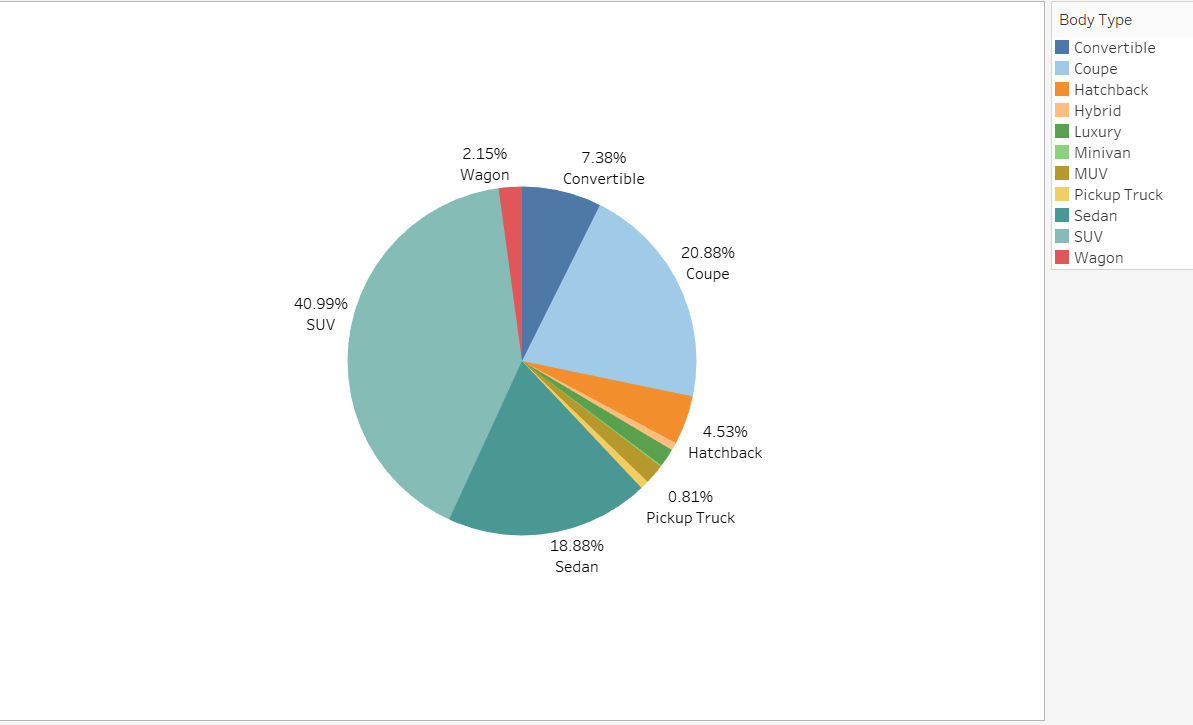 2.15%
Wagon
7.38%
Convertible
20.88%
Coupe
40.99%
SUV
4.53%
Hatchback
0.81%
Pickup Truck
18.88%
Sedan
Body Type
Convertible
Coupe
Hatchback
Hybrid
Luxury
Minivan
MUV
Pickup Truck
Sedan
SUV
Wagon